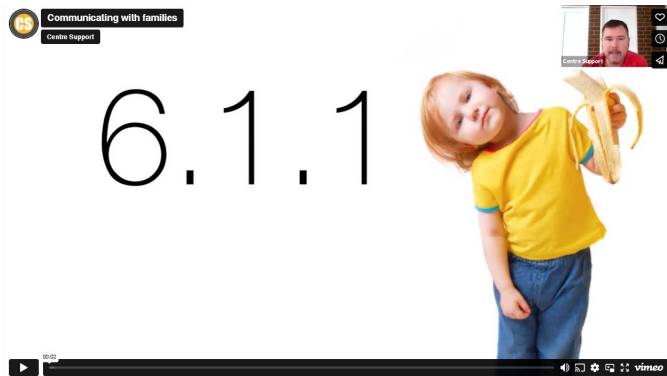 CS
Communicating with families
Centre Support
Centre Support
6.1.1
00:02
vimeo